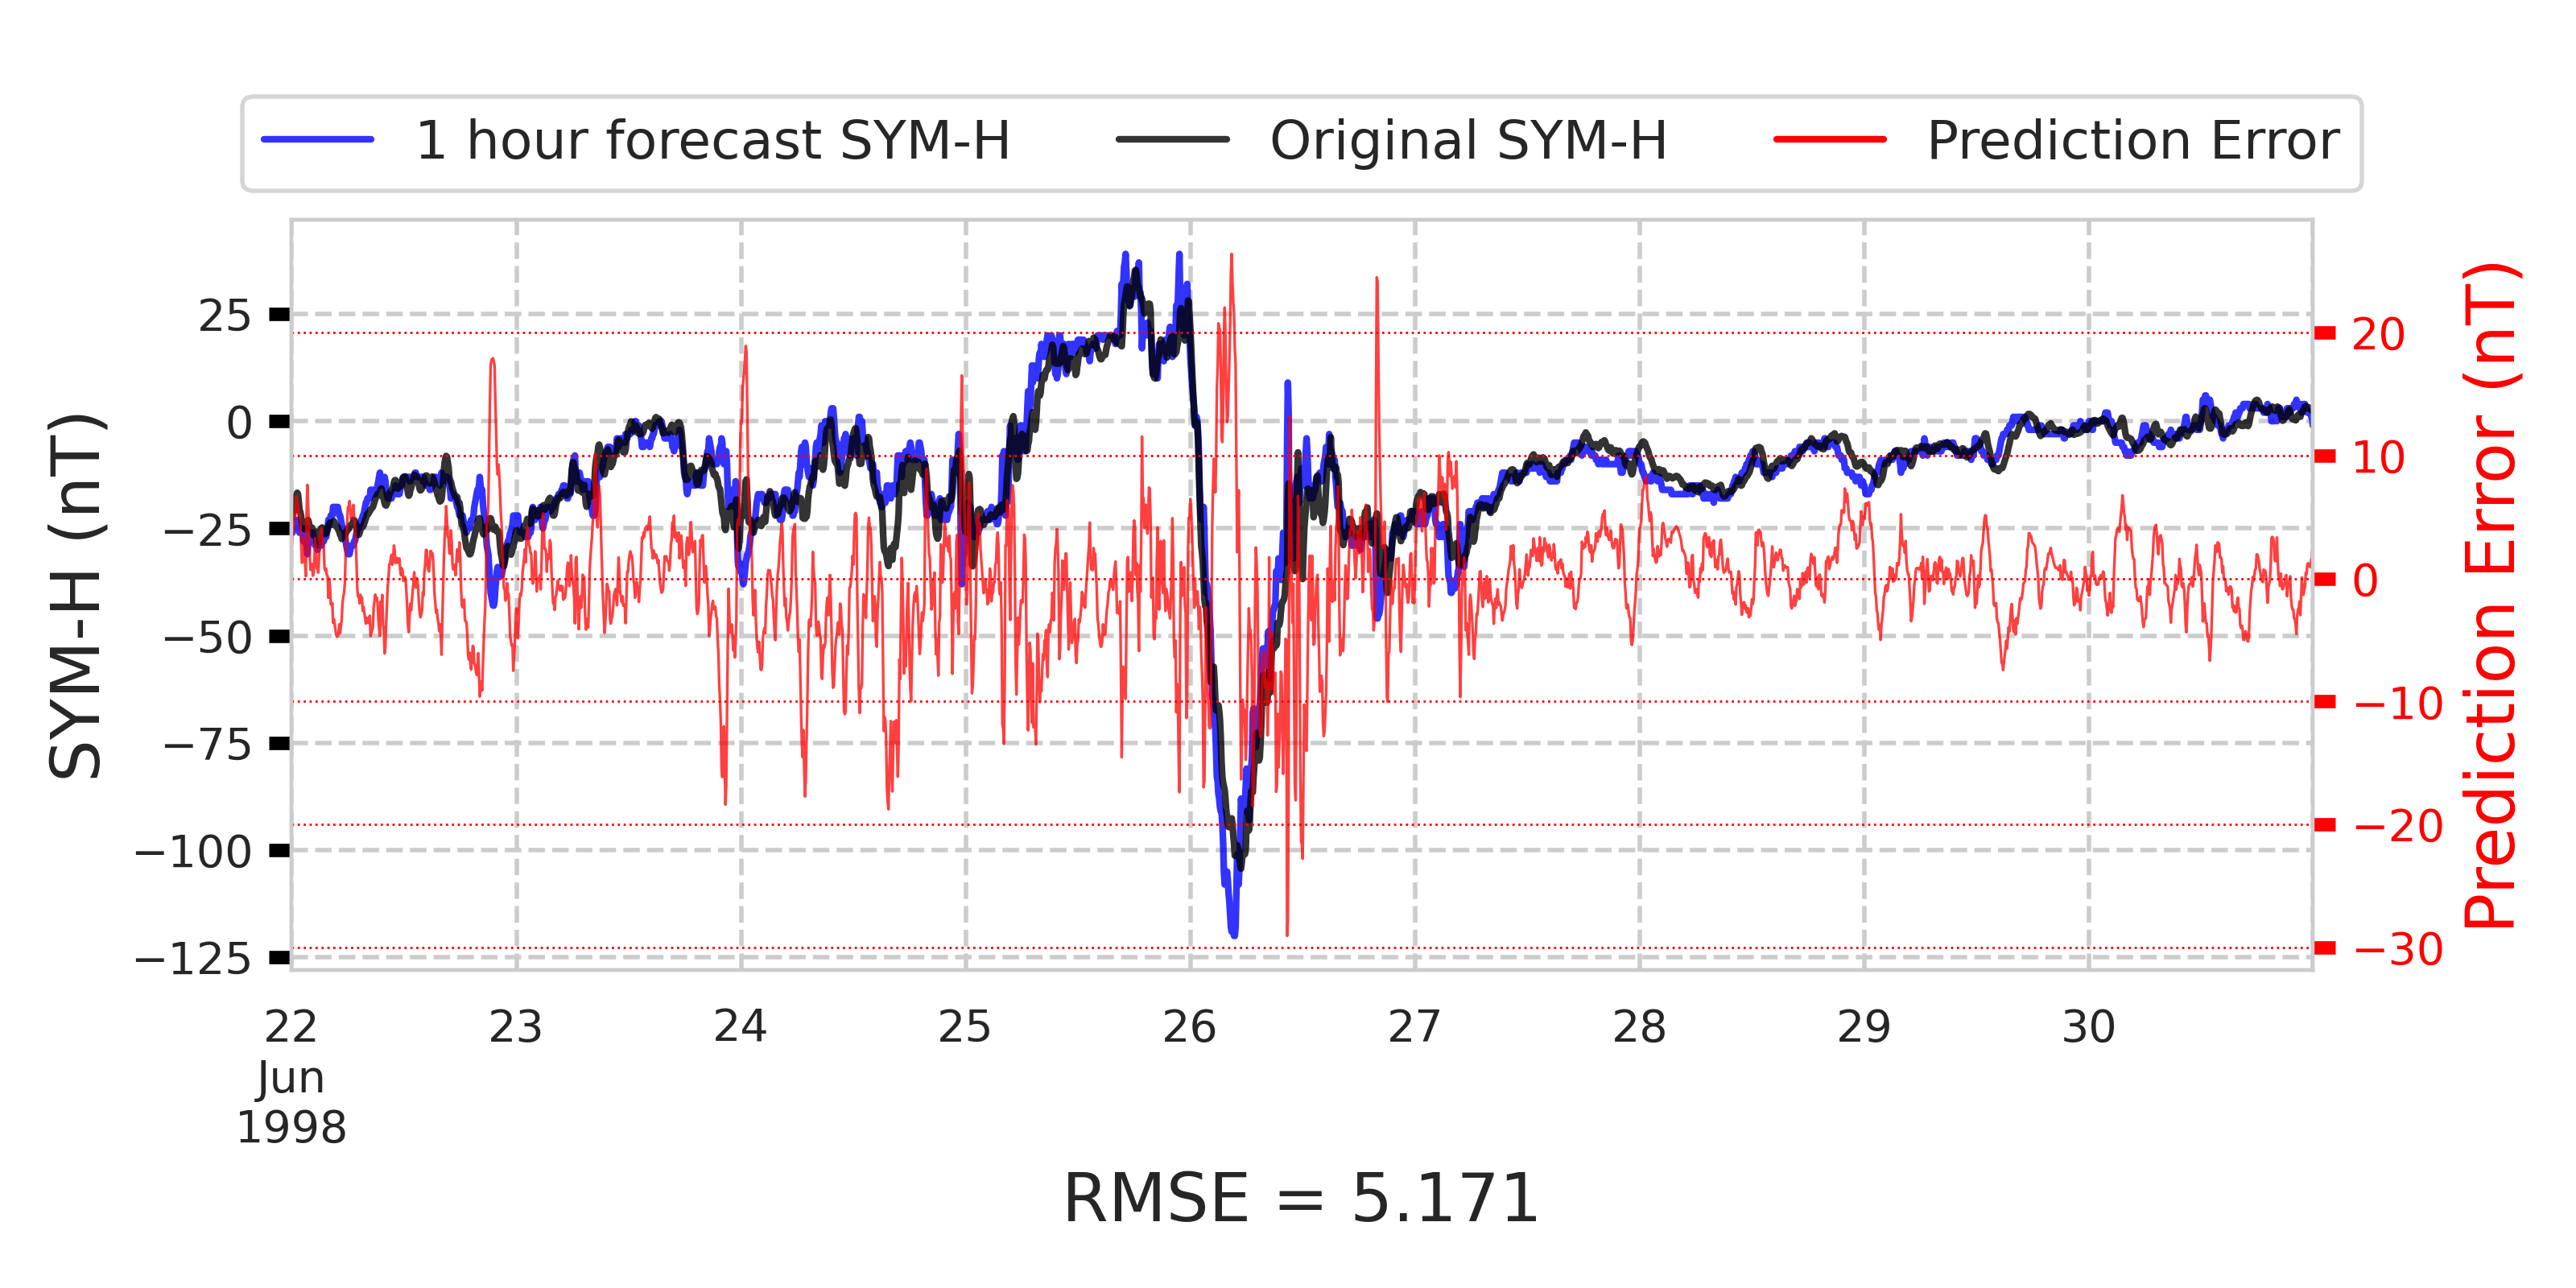 1 hour forecast SYM-H
Original SYM-H
Prediction Error
SYM-H (nT)
25
0
−25
−50
−75
−100
−125
20
10
0
−10
−20
−30
Prediction Error (nT)
22 23 24 25 26 27 28 29 30
Jun
1998
RMSE = 5.171